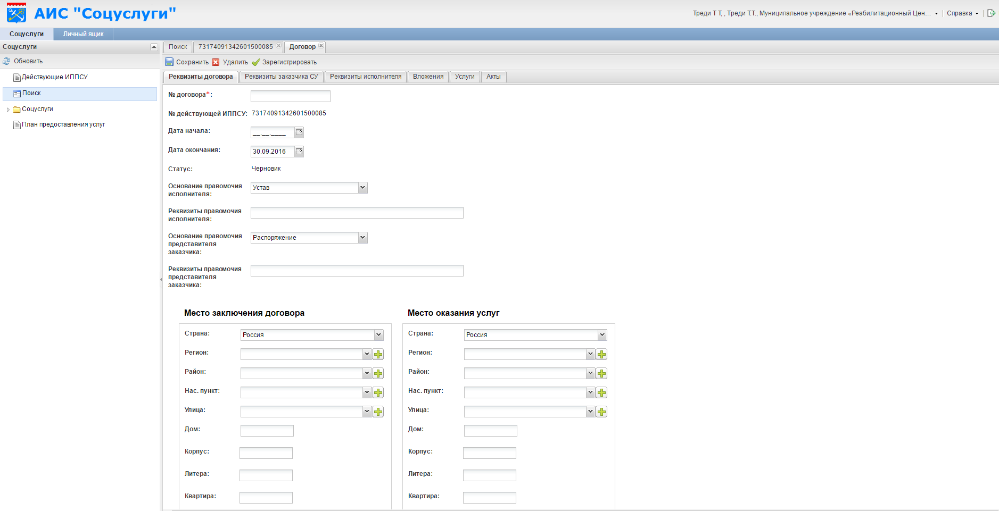 АИС "Соцуслуги"
Треди Т Т, , Треди Т.Т., Муниципальное учреждение «Реабилитационный Цен... Справка
Соцуслуги Личный ящик
Соцуслуги
Обновить
Действующие ИППСУ
Поиск
Соцуслуги
План предоставления услуг
Поиск 73174091342601500085 Договор
Сохранить Удалить Зарегистрировать
Реквизиты договора Реквизиты заказчика СУ Реквизиты исполнителя Вложения Услуги Акты
№ договора*:
№ действующей ИППСУ: 73174091342601500085
Дата начала: __.__.____
Дата окончания: 30.09.2016
Статус: Черновик
Основание правомочия
исполнителя:
Устав
Реквизиты правомочия
исполнителя:
Основание правомочия
представителя
заказчика:
Распоряжение
Реквизиты правомочия
представителя
заказчика:
Место заключения договора
Страна: Россия
Регион:
Район:
Нас. пункт:
Улица:
Дом:
Корпус:
Литера:
Квартира:
Место оказания услуг
Страна: Россия
Регион:
Район:
Нас. пункт:
Улица:
Дом:
Корпус:
Литера:
Квартира: